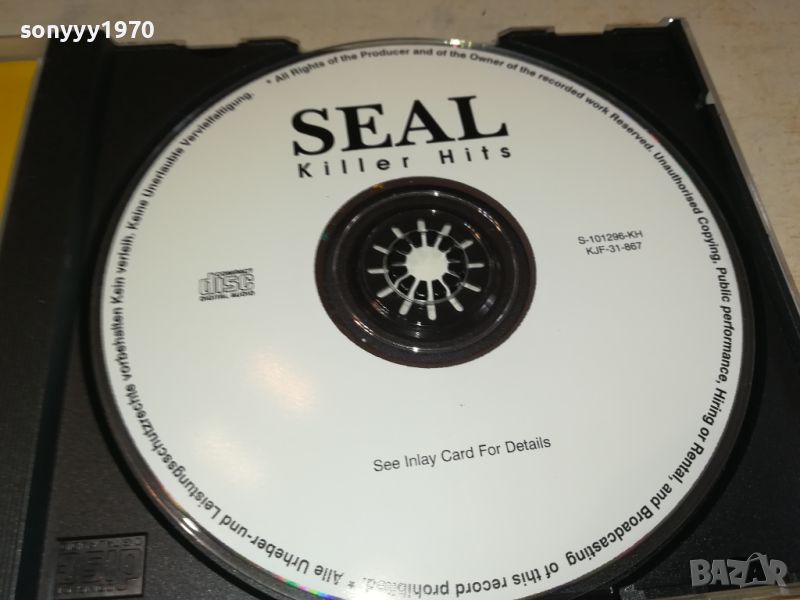 sonyyy1970
SEAL
Killer Hits
S-101296-KH
KJF-31-867
COMPACT
disc
DIGITAL AUDIO
See Inlay Card For Details
* All Rights of the Producer and of the Owner of the recorded work Reserved. Unauthorised Copying, Public performance, Hiring or Rental, and Broadcasting of this record prohibited.
* Alle Urheber-und Leistungsschutzrechte vorbehalten Kein verleih. Keine Unerlaubte Vervielfältigung.
BAZAR